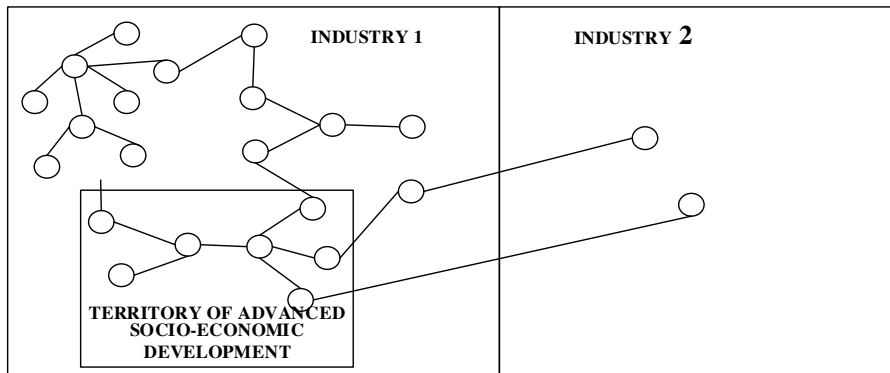 INDUSTRY 1
INDUSTRY 2
TERRITORY OF ADVANCED
SOCIO-ECONOMIC
DEVELOPMENT